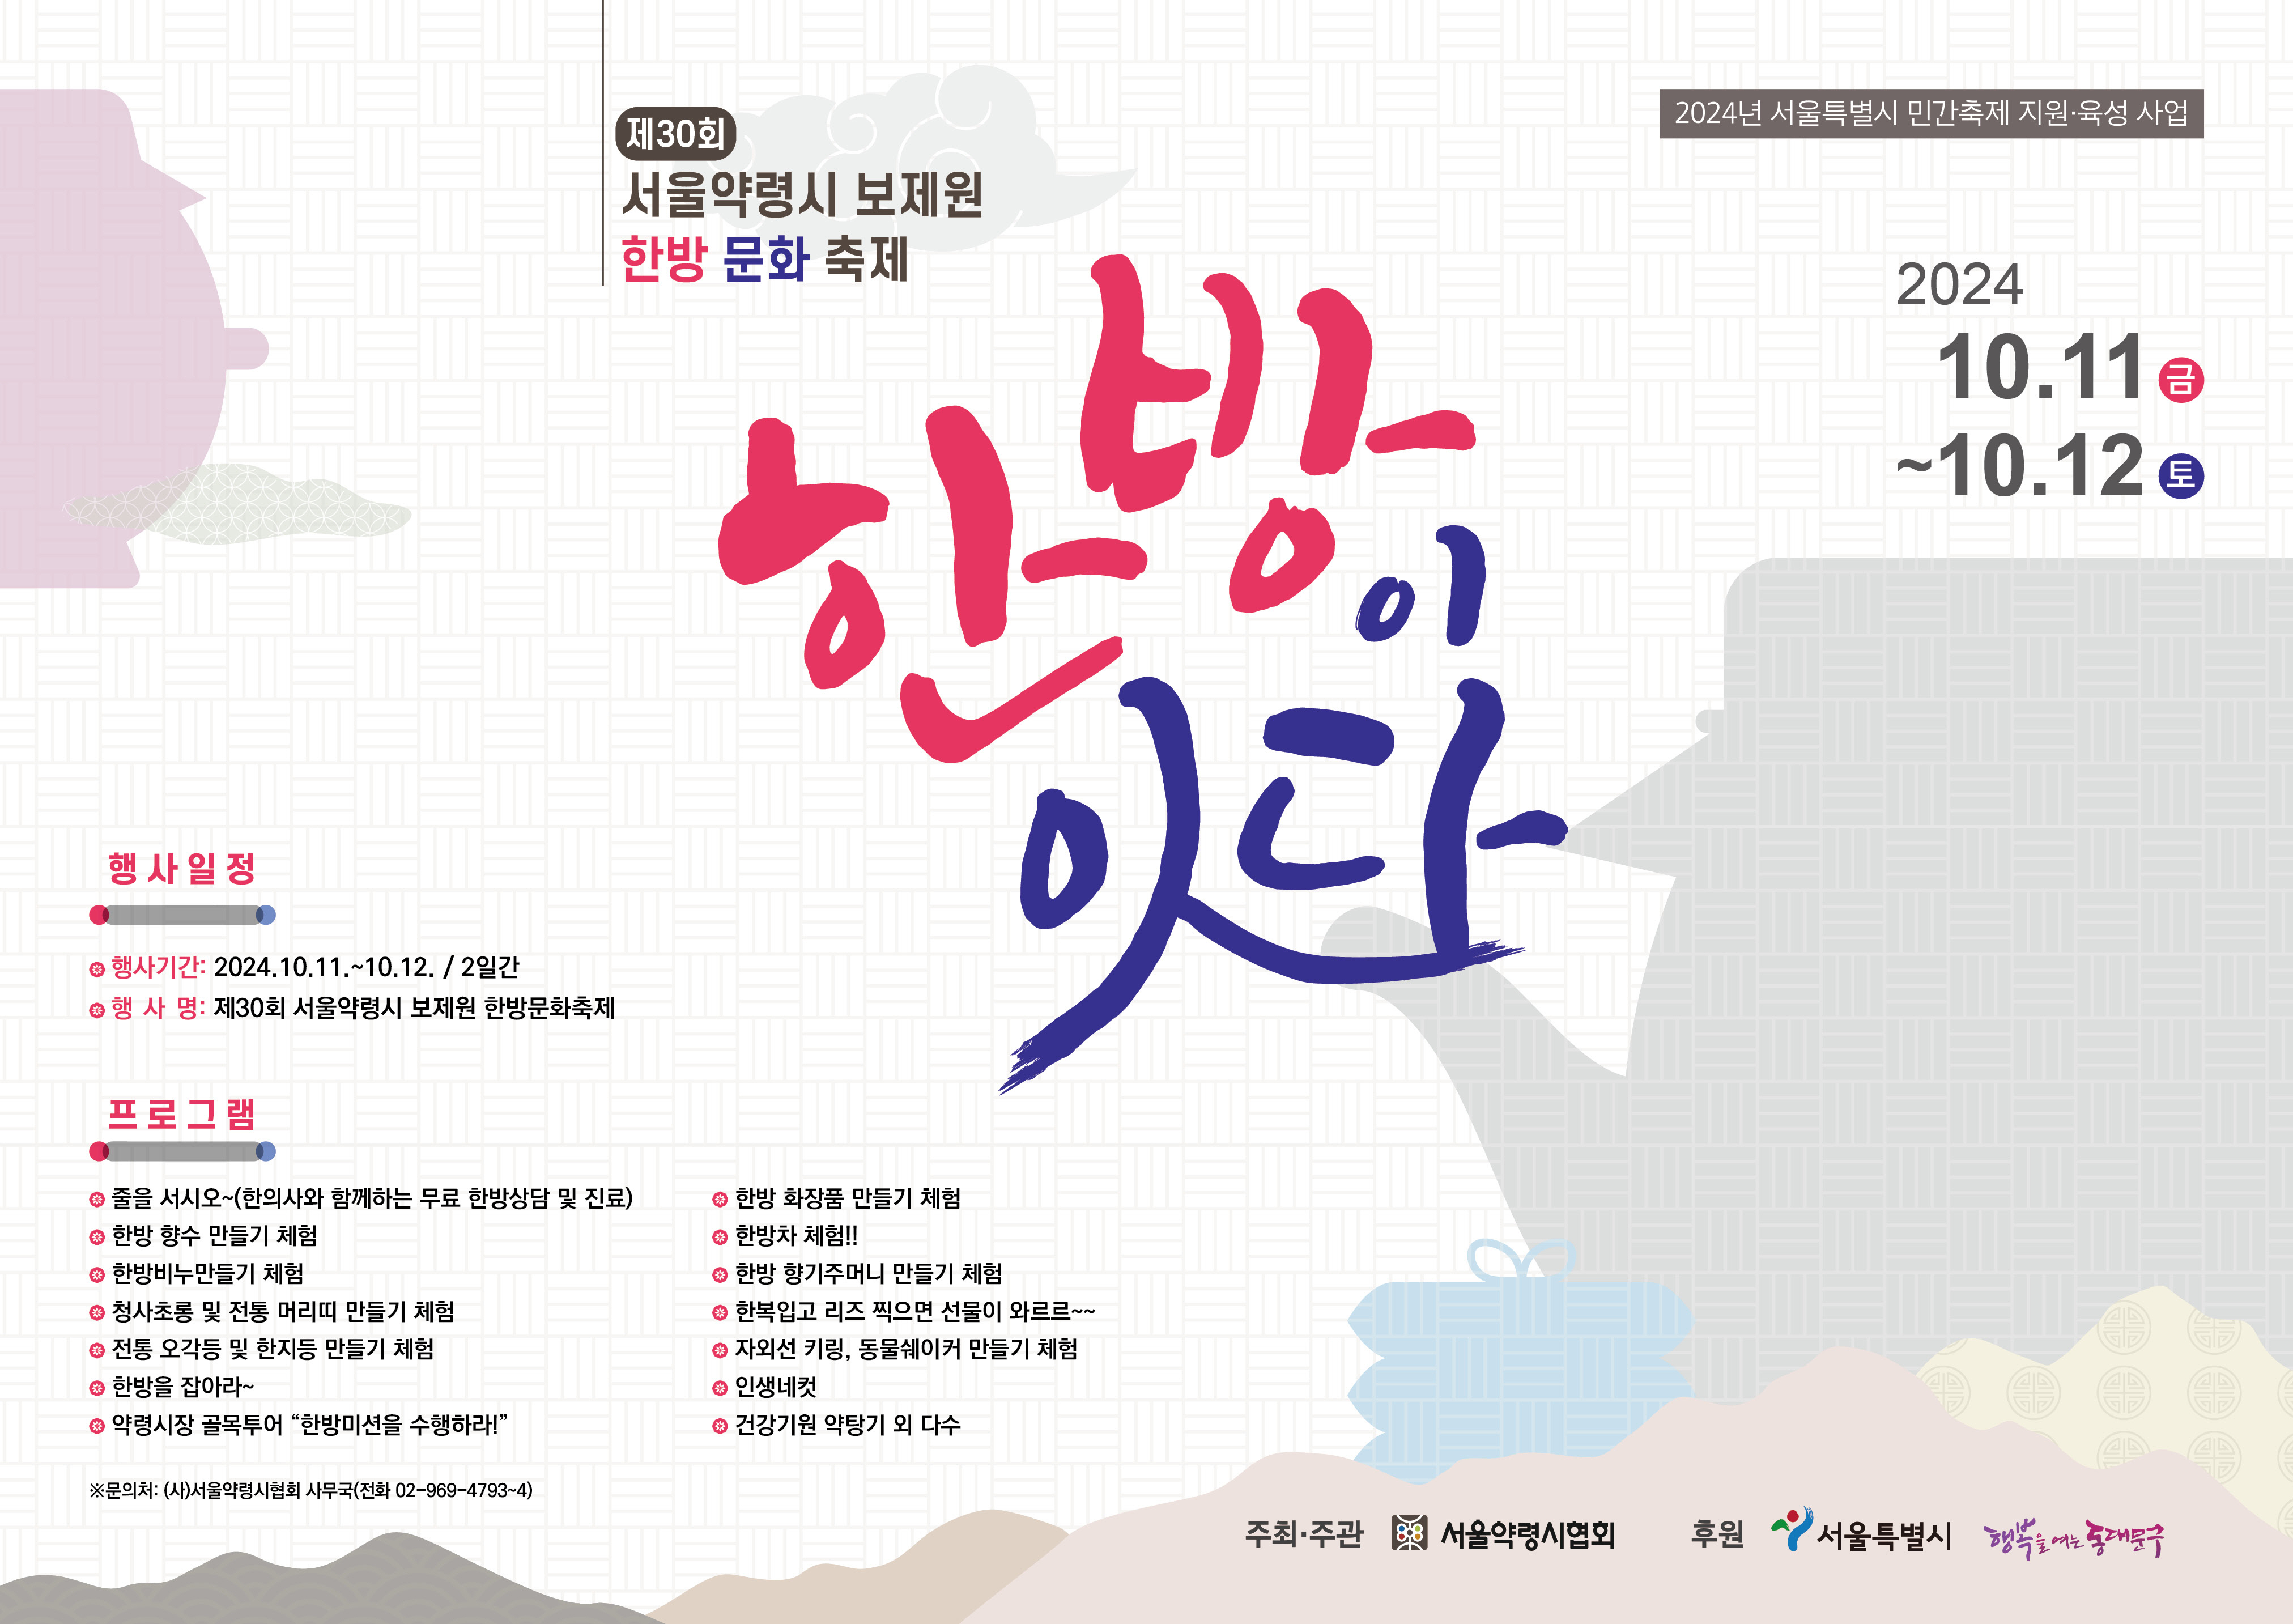 제30회
서울약령시 보제원
한방 문화 축제
2024년 서울특별시 민간축제 지원·육성 사업
2024
10.11 금
~10.12 토
한방이
잇다
행사일정
행사기간: 2024.10.11.~10.12. / 2일간
행 사 명: 제30회 서울약령시 보제원 한방문화축제
프로그램
줄을 서시오~(한의사와 함께하는 무료 한방상담 및 진료)
한방 향수 만들기 체험
한방비누만들기 체험
청사초롱 및 전통 머리띠 만들기 체험
전통 오각등 및 한지등 만들기 체험
한방을 잡아라~
약령시장 골목투어 “한방미션을 수행하라!”
한방 화장품 만들기 체험
한방차 체험!!
한방 향기주머니 만들기 체험
한복입고 리즈 찍으면 선물이 와르르~~
자외선 키링, 동물쉐이커 만들기 체험
인생네컷
건강기원 약탕기 외 다수
※문의처: (사)서울약령시협회 사무국(전화 02-969-4793~4)
주최·주관 서울약령시협회 후원 서울특별시 행복을 여는 동대문구